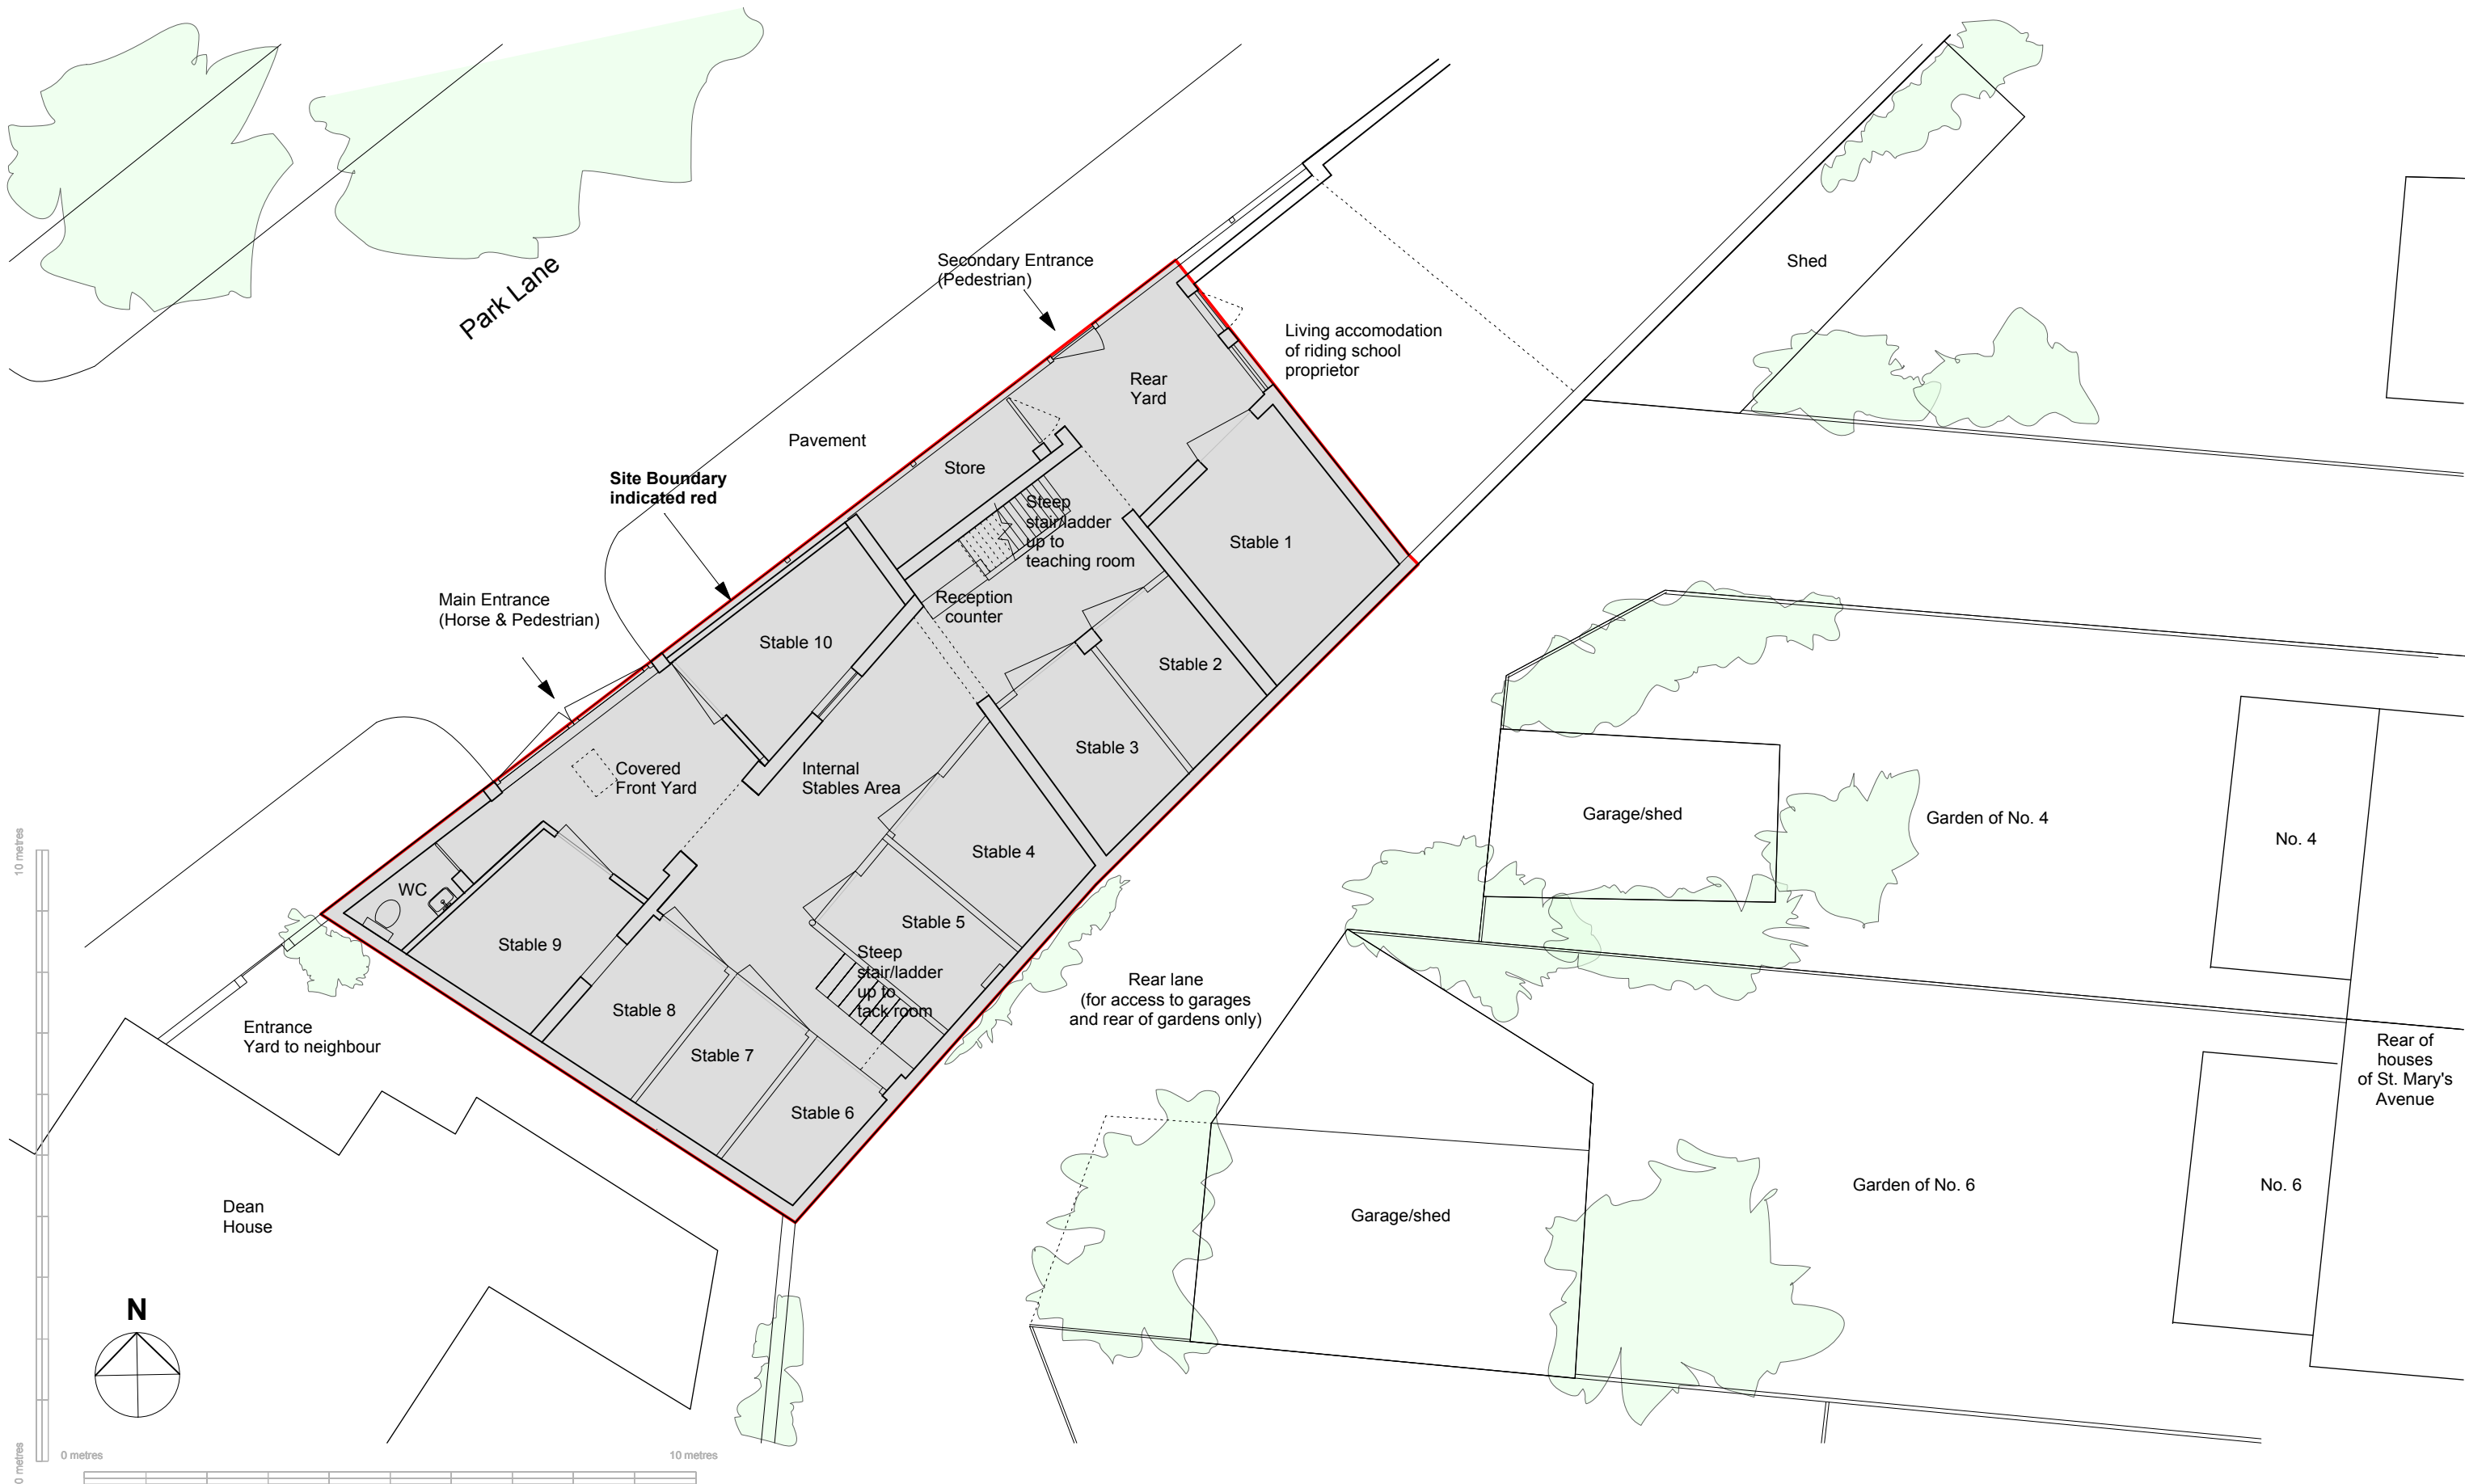 Park Lane
Secondary Entrance
(Pedestrian)
Shed
Living accomodation
of riding school
proprietor
Rear
Yard
Pavement
Store
Site Boundary
indicated red
Steep
stair/ladder
up to
teaching room
Stable 1
Main Entrance
(Horse & Pedestrian)
Reception
counter
Stable 10
Stable 2
Stable 3
Covered
Front Yard
Internal
Stables Area
Garage/shed
Garden of No. 4
No. 4
10 metres
Stable 4
WC
Stable 5
Stable 9
Steep
stair/ladder
up to
tack room
Rear lane
(for access to garages
and rear of gardens only)
Stable 8
Entrance
Yard to neighbour
Stable 7
Rear of
houses
of St. Mary's
Avenue
Stable 6
Garden of No. 6
No. 6
Dean
House
Garage/shed
N
0 metres
0 metres
10 metres